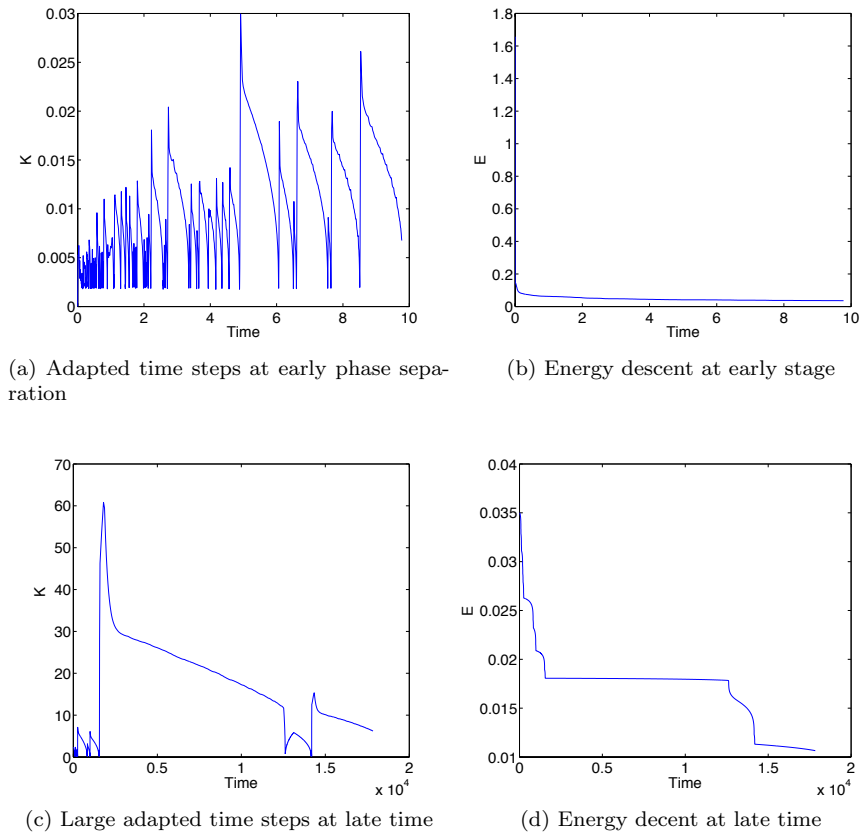 0.03
0.025
0.02
0.015
0.01
0.005
0
K
0 2 4 6 8 10
Time
1.8
1.6
1.4
1.2
1
0.8
0.6
0.4
0.2
0
E
0 2 4 6 8 10
Time
(a) Adapted time steps at early phase sepa-
ration
(b) Energy descent at early stage
70
60
50
40
30
20
10
0
K
0 0.5 1 1.5 2
Time
x 10^4
0.04
0.035
0.03
0.025
0.02
0.015
0.01
E
0 0.5 1 1.5 2
Time
x 10^4
(c) Large adapted time steps at late time
(d) Energy decent at late time